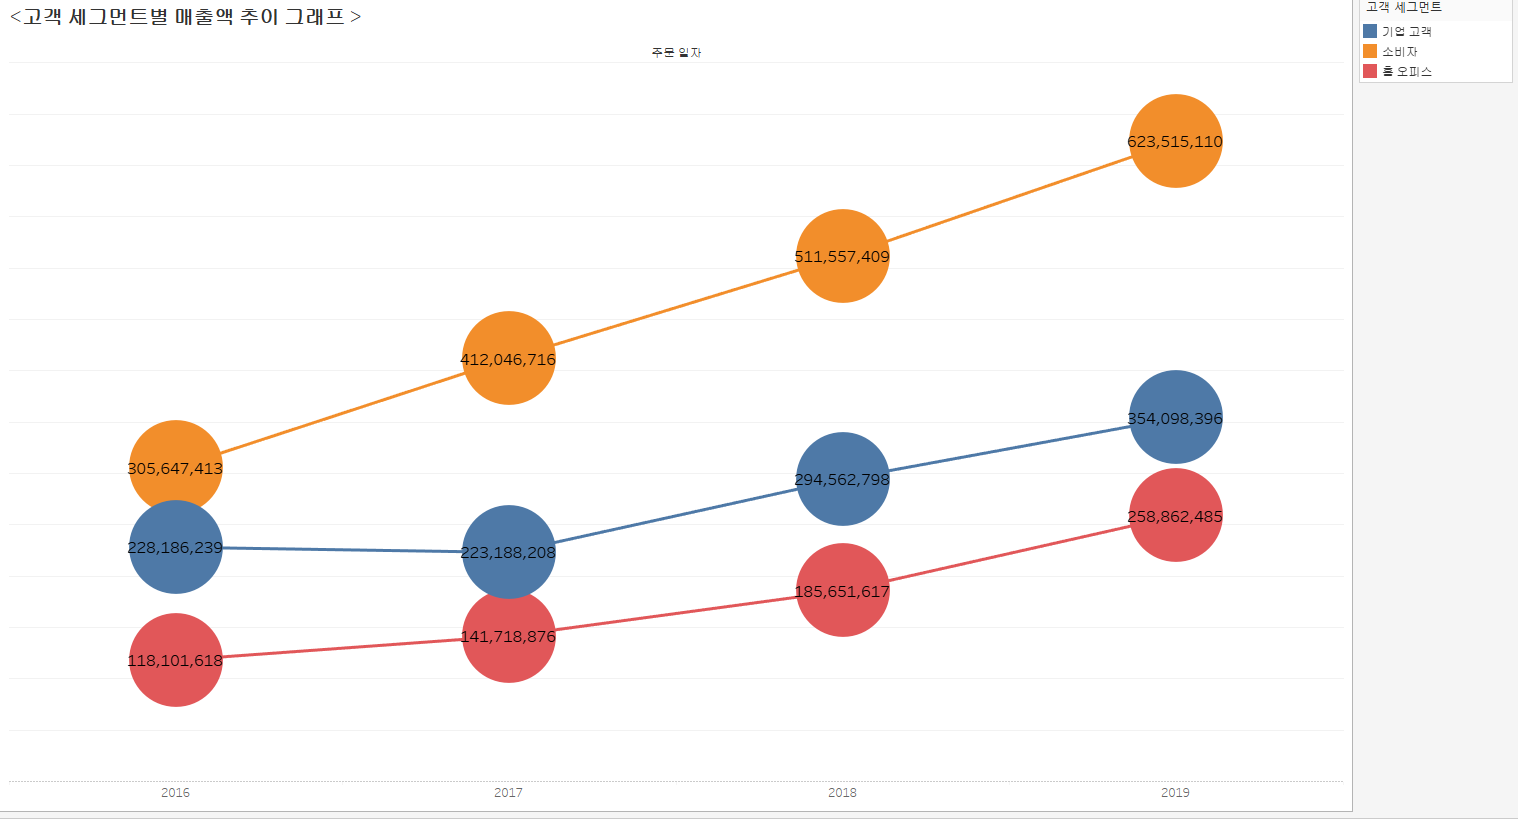 <고객 세그먼트별 매출액 추이 그래프>
주문 일자
623,515,110
511,557,409
412,046,716
305,647,413
354,098,396
294,562,798
228,186,239
223,188,208
258,862,485
185,651,617
141,718,876
118,101,618
2016 2017 2018 2019
고객 세그먼트
기업 고객
소비자
홈 오피스